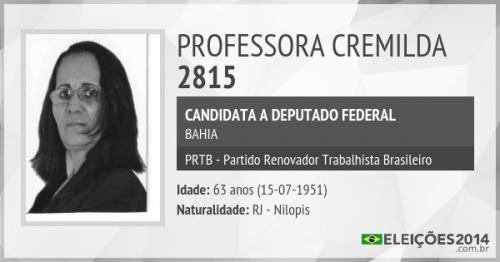 PROFESSORA CREMILDA
2815
CANDIDATA A DEPUTADO FEDERAL
BAHIA
PRTB - Partido Renovador Trabalhista Brasileiro
Idade: 63 anos (15-07-1951)
Naturalidade: RJ - Nilopis
ELEIÇÕES2014
.com.br